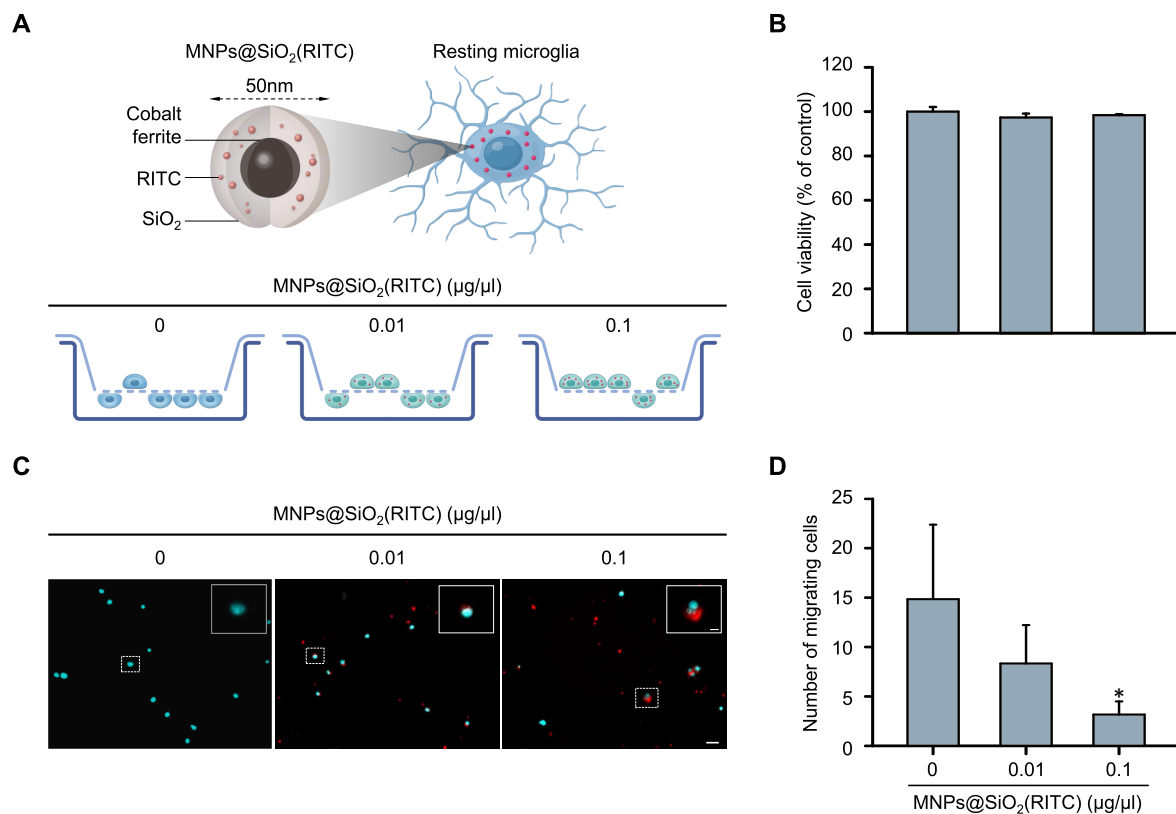 A
MNPs@SiO₂(RITC)
Resting microglia
50nm
Cobalt
ferrite
RITC
SiO₂
MNPs@SiO₂(RITC) (µg/µl)
0
0.01
0.1
B
Cell viability (% of control)
120
100
80
60
40
20
0
C
MNPs@SiO₂(RITC) (µg/µl)
0
0.01
0.1
D
Number of migrating cells
25
20
15
10
5
0
*
0
0.01
0.1
MNPs@SiO₂(RITC) (µg/µl)